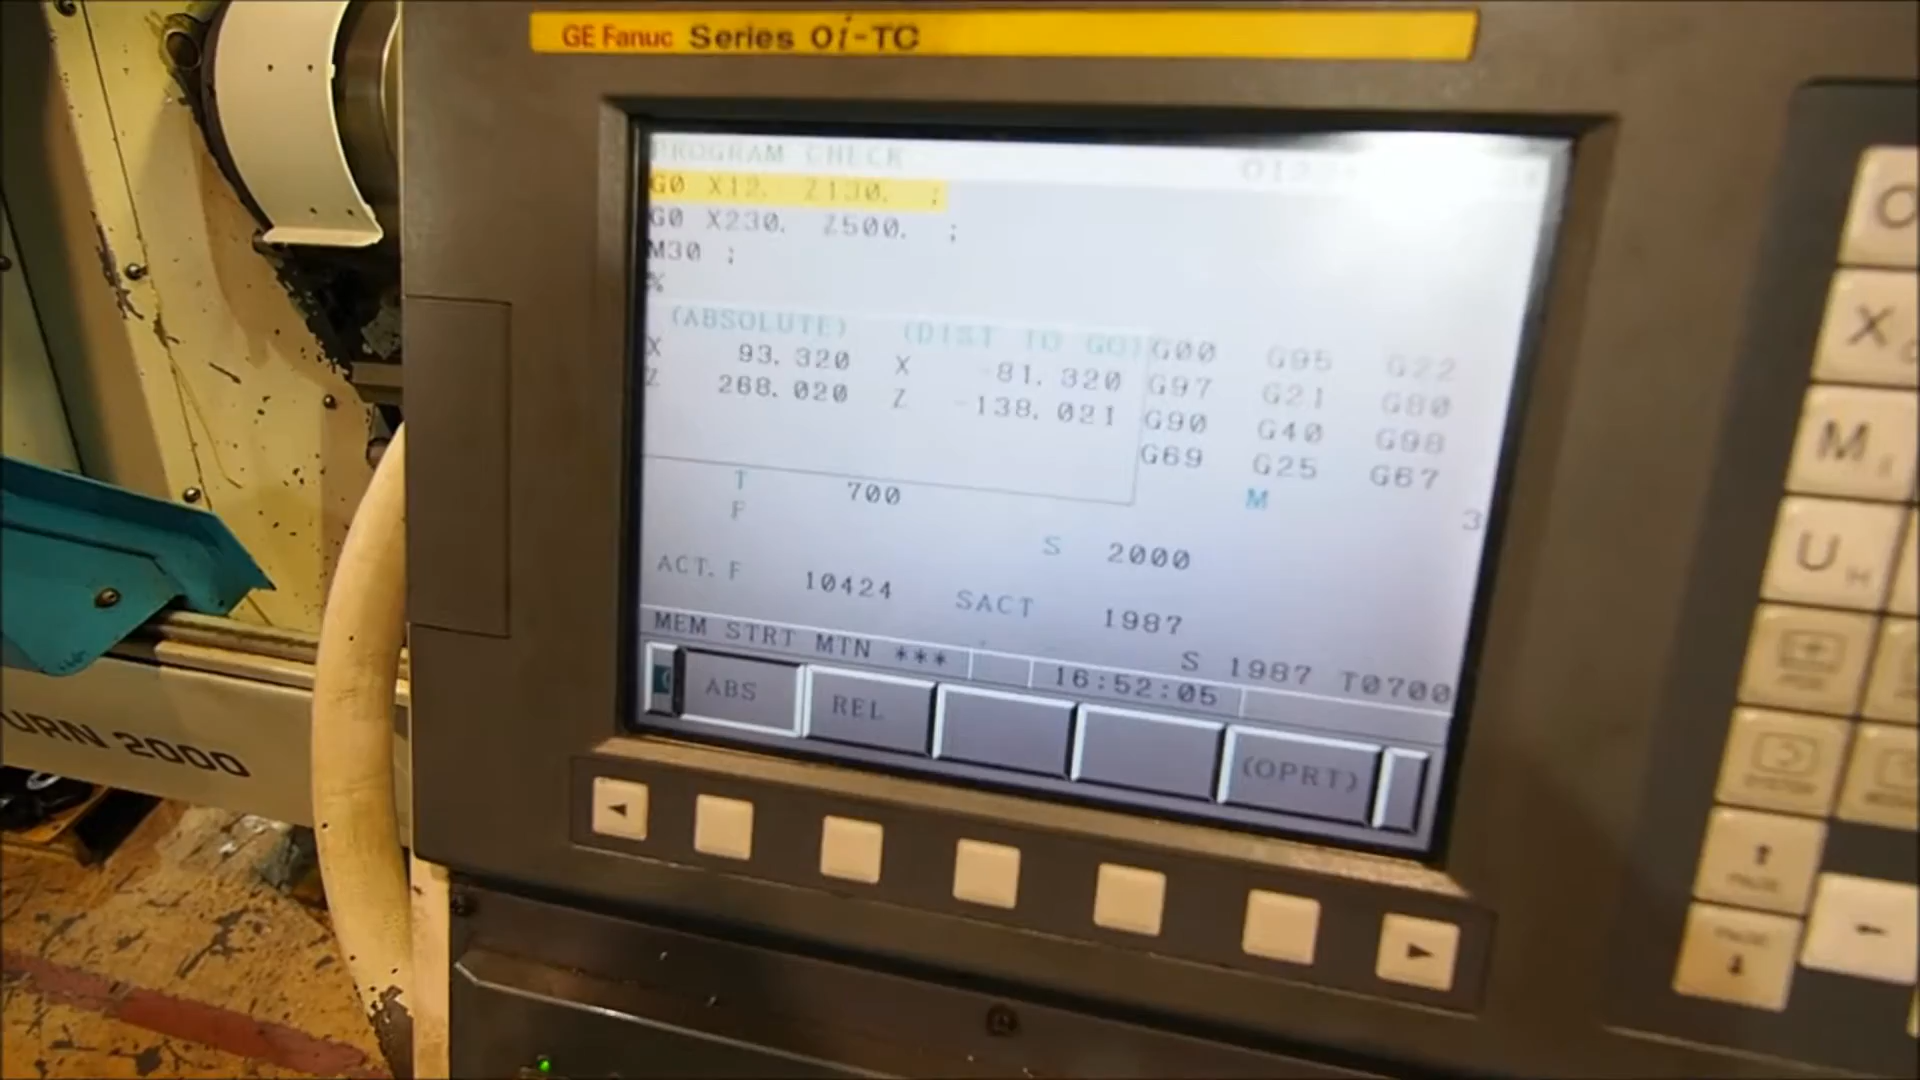 GE Fanuc Series 0i-TC
PROGRAM CHECK
G0 X12. Z130. ;
G0 X230. Z500. ;
M30 ;
%
(ABSOLUTE) (DIST TO GO) G00 G95 G22
X 93.320 X -81.320 G97 G21 G80
Z 268.020 Z -138.021 G90 G40 G98
G69 G25 G67
T 700 M
F 3
S 2000
ACT.F 10424 SACT 1987
MEM STRT MTN *** S 1987 T0700
16:52:05
ABS REL (OPRT)
URN 2000
O
X
M
U H
PAGE